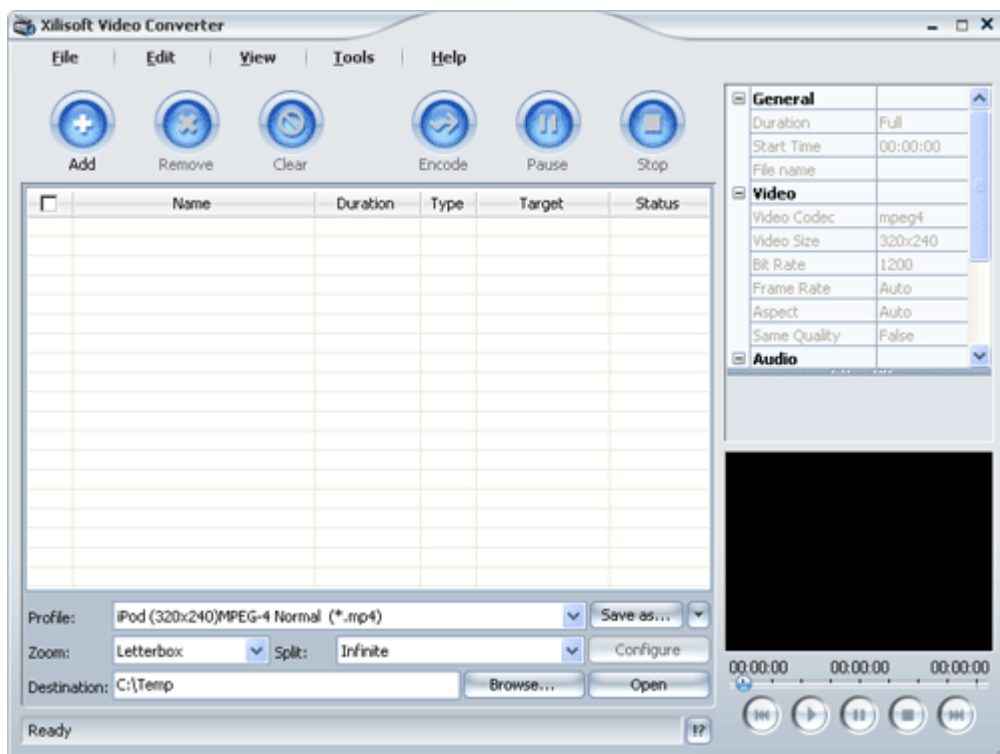 Xilisoft Video Converter
File Edit View Tools Help
Add Remove Clear Encode Pause Stop
Name Duration Type Target Status
General
Duration Full
Start Time 00:00:00
File name
Video
Video Codec mpeg4
Video Size 320x240
Bit Rate 1200
Frame Rate Auto
Aspect Auto
Same Quality False
Audio
Profile: iPod (320x240)MPEG-4 Normal (*.mp4) Save as...
Zoom: Letterbox Split: Infinite Configure
Destination: C:\Temp Browse... Open
00:00:00 00:00:00 00:00:00
Ready !?